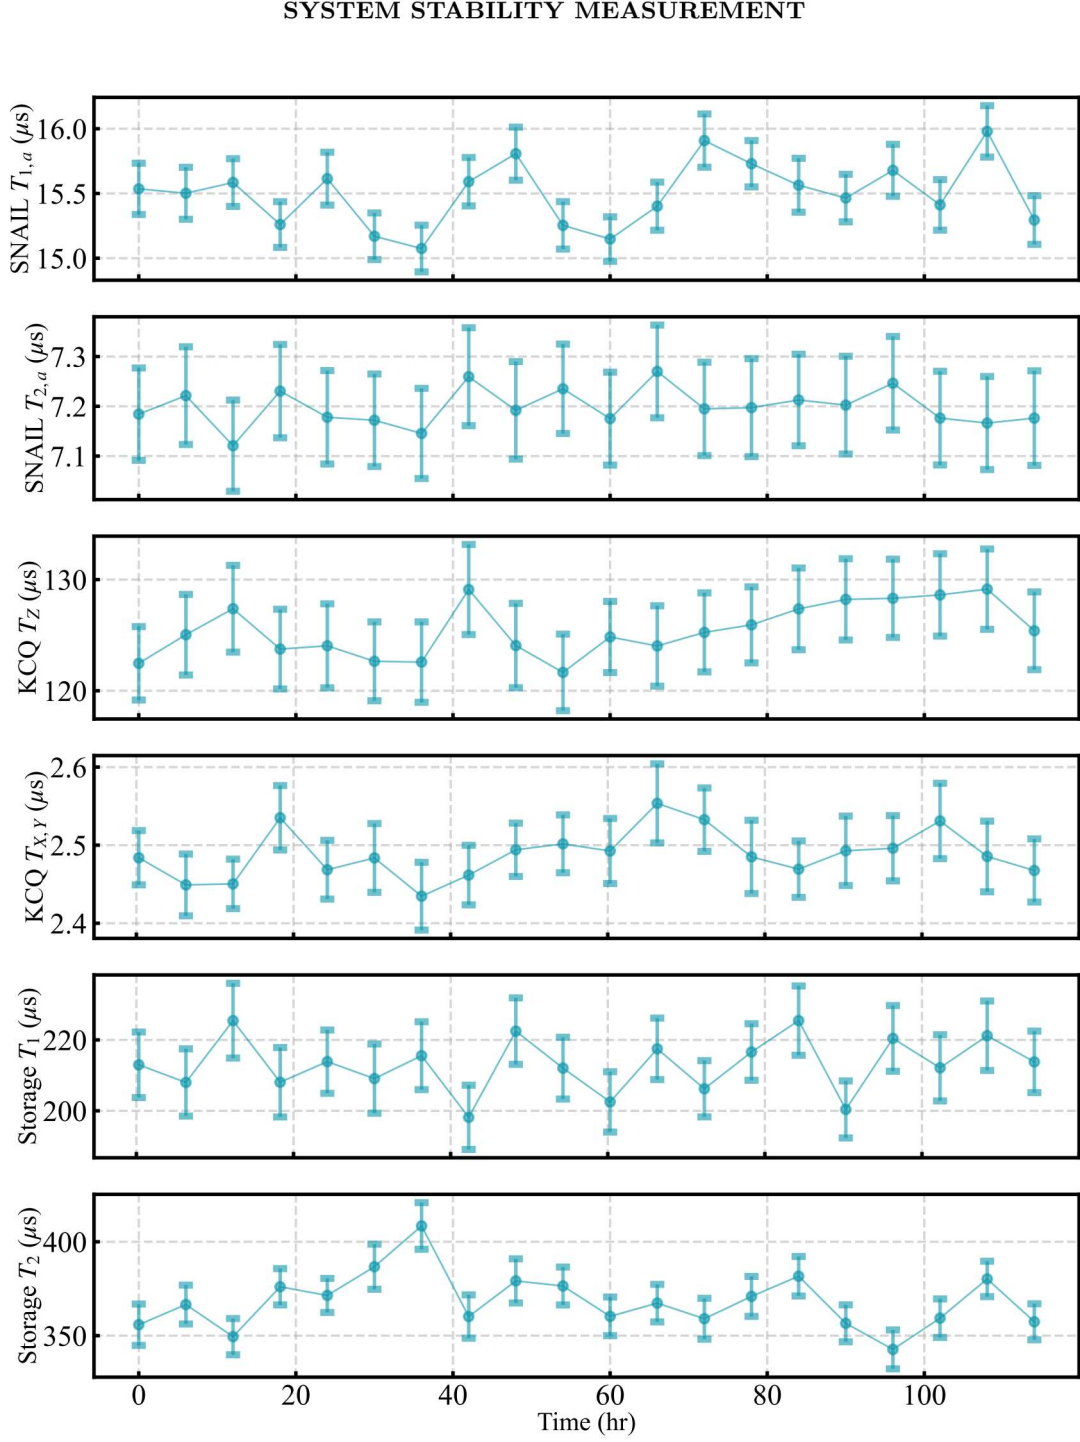 SYSTEM STABILITY MEASUREMENT
SNAIL T1,a (μs)
16.0
15.5
15.0
SNAIL T2,a (μs)
7.3
7.2
7.1
KCQ TZ (μs)
130
120
KCQ TX,Y (μs)
2.6
2.5
2.4
Storage T1 (μs)
220
200
Storage T2 (μs)
400
350
0 20 40 60 80 100
Time (hr)